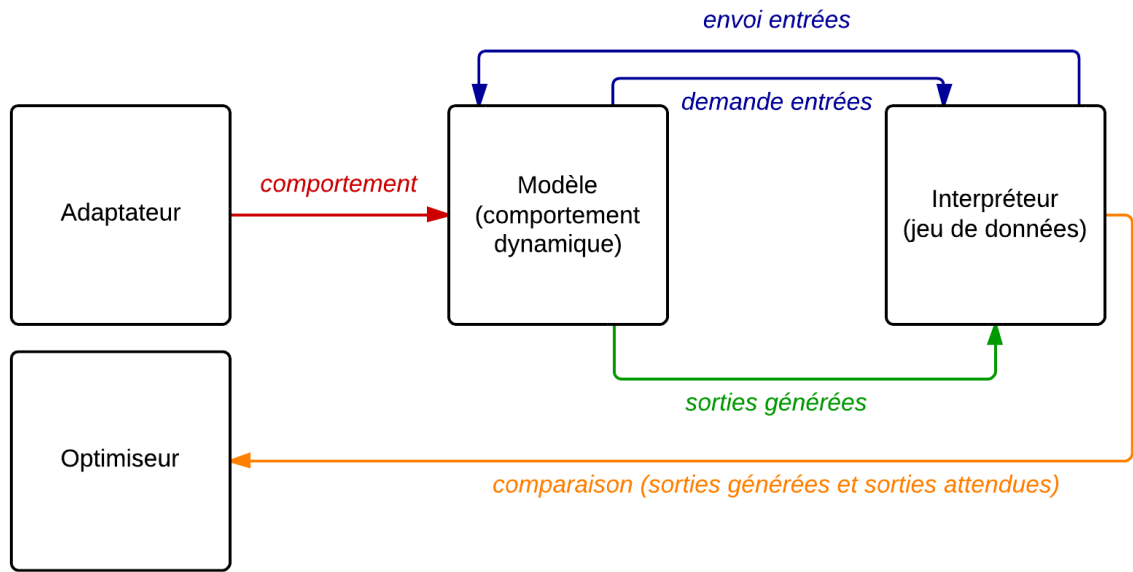 envoi entrées
demande entrées
Adaptateur
comportement
Modèle
(comportement
dynamique)
Interpréteur
(jeu de données)
sorties générées
Optimiseur
comparaison (sorties générées et sorties attendues)